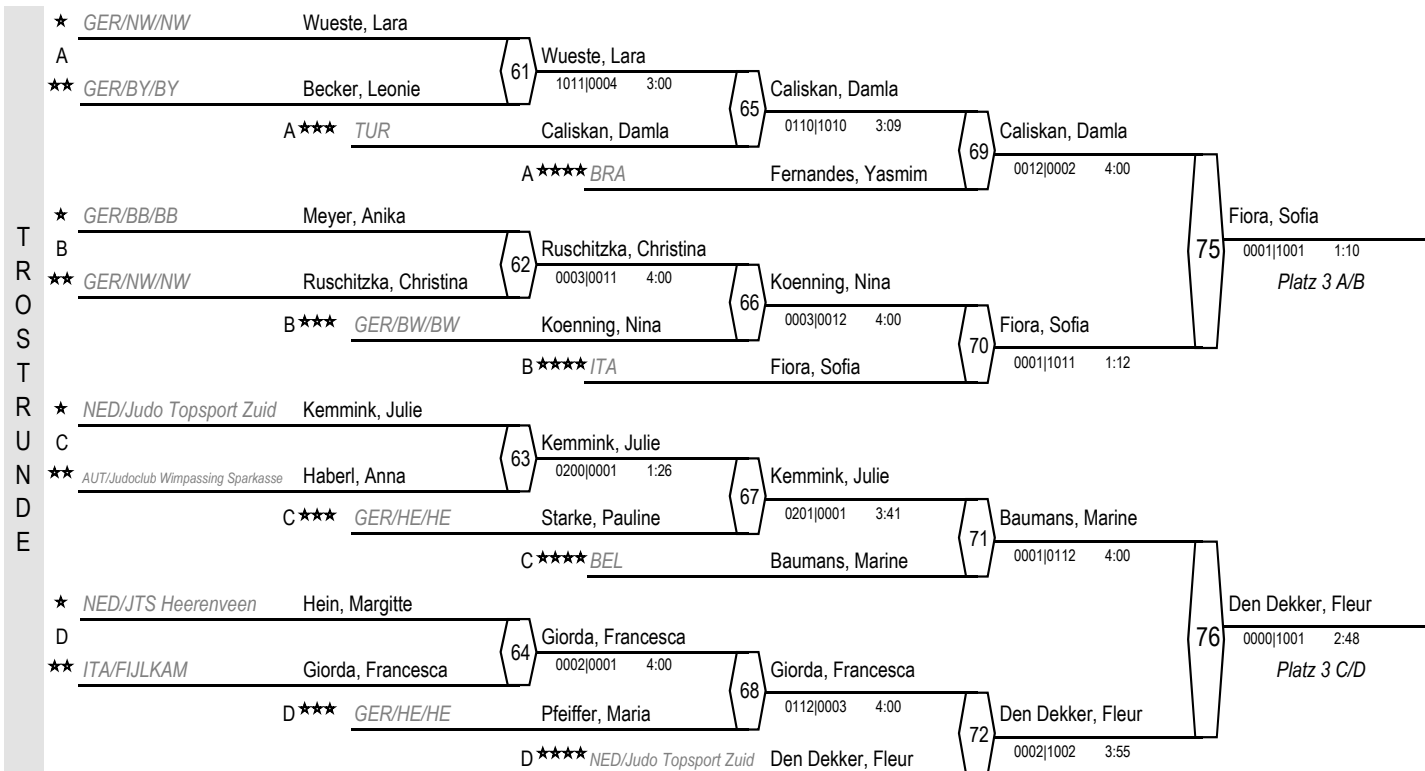 TROSTRUNDE
★ GER/NW/NW Wueste, Lara
A
★★ GER/BY/BY Becker, Leonie
61 Wueste, Lara
1011|0004 3:00
A★★★ TUR Caliskan, Damla
65 Caliskan, Damla
0110|1010 3:09
A★★★★ BRA Fernandes, Yasmim
69 Caliskan, Damla
0012|0002 4:00
★ GER/BB/BB Meyer, Anika
B
★★ GER/NW/NW Ruschitzka, Christina
62 Ruschitzka, Christina
0003|0011 4:00
B★★★ GER/BW/BW Koenning, Nina
66 Koenning, Nina
0003|0012 4:00
B★★★★ ITA Fiora, Sofia
70 Fiora, Sofia
0001|1011 1:12
75 Fiora, Sofia
0001|1001 1:10
Platz 3 A/B
★ NED/Judo Topsport Zuid Kemmink, Julie
C
★★ AUT/Judoclub Wimpassing Sparkasse Haberl, Anna
63 Kemmink, Julie
0200|0001 1:26
C★★★ GER/HE/HE Starke, Pauline
67 Kemmink, Julie
0201|0001 3:41
C★★★★ BEL Baumans, Marine
71 Baumans, Marine
0001|0112 4:00
★ NED/JTS Heerenveen Hein, Margitte
D
★★ ITA/FIJLKAM Giorda, Francesca
64 Giorda, Francesca
0002|0001 4:00
D★★★ GER/HE/HE Pfeiffer, Maria
68 Giorda, Francesca
0112|0003 4:00
D★★★★ NED/Judo Topsport Zuid Den Dekker, Fleur
72 Den Dekker, Fleur
0002|1002 3:55
76 Den Dekker, Fleur
0000|1001 2:48
Platz 3 C/D